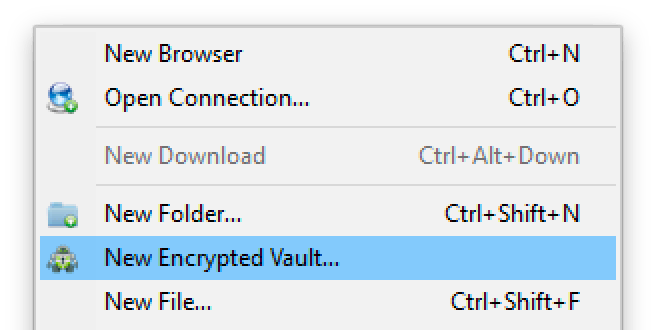 New Browser Ctrl+N
Open Connection... Ctrl+O
New Download Ctrl+Alt+Down
New Folder... Ctrl+Shift+N
New Encrypted Vault...
New File... Ctrl+Shift+F